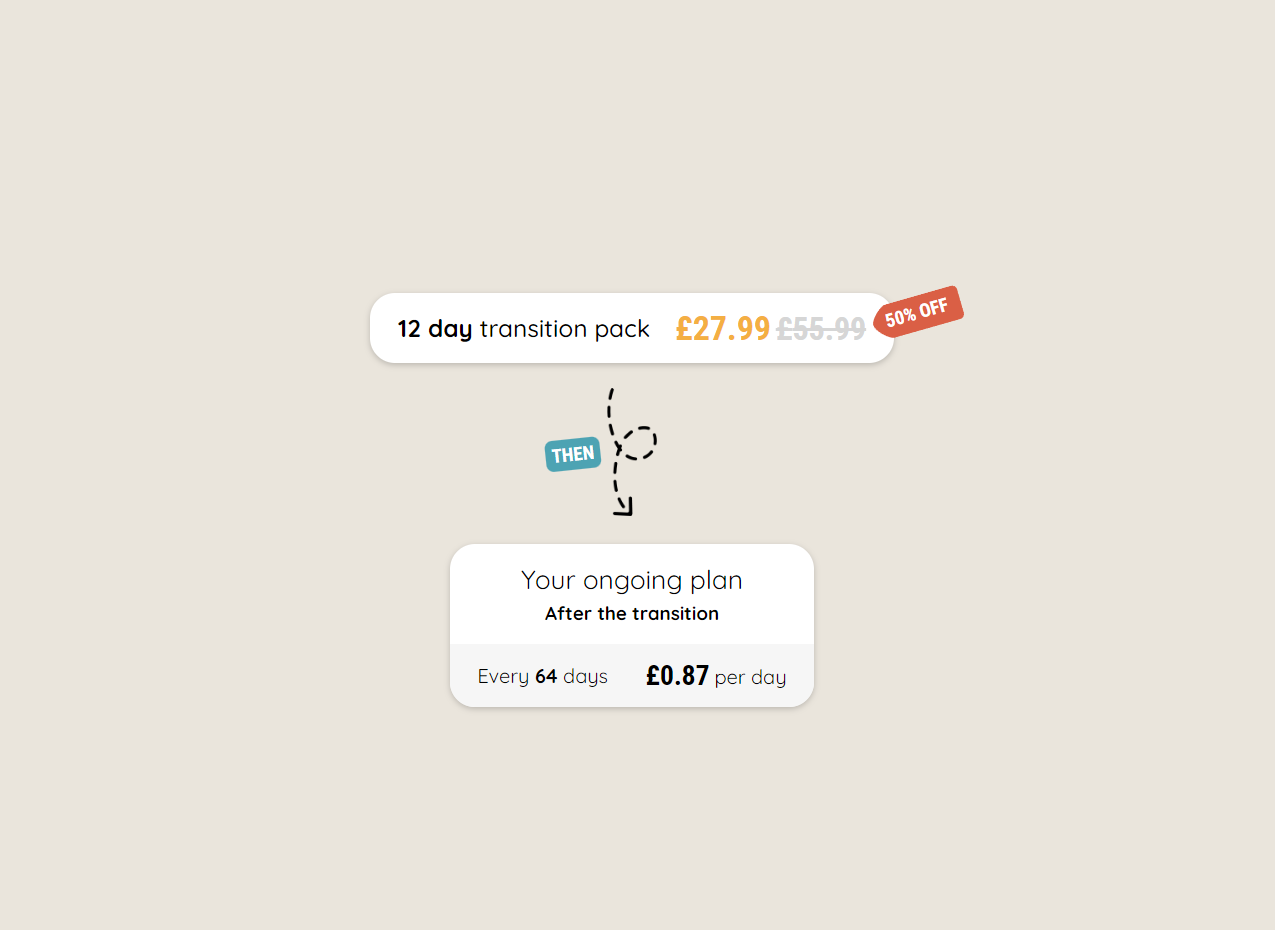 12 day transition pack £27.99 £55.99 50% OFF
THEN
Your ongoing plan
After the transition
Every 64 days £0.87 per day